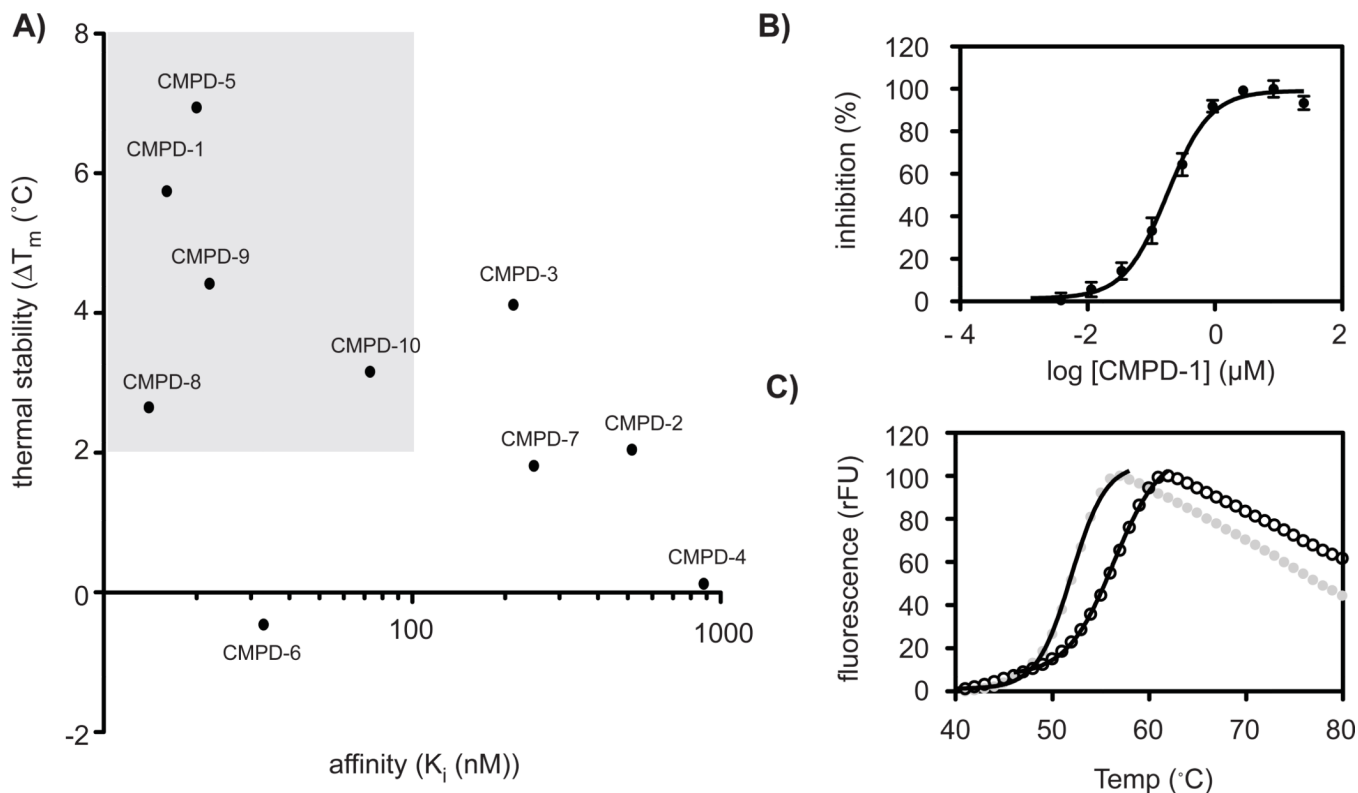 A)
thermal stability (ΔTm (˚C)
8
6
4
2
0
-2
CMPD-5
CMPD-1
CMPD-9
CMPD-3
CMPD-10
CMPD-8
CMPD-7
CMPD-2
CMPD-4
CMPD-6
100
1000
affinity (Ki (nM))
B)
inhibition (%)
120
100
80
60
40
20
0
- 4
-2
0
2
log [CMPD-1] (µM)
C)
fluorescence (rFU)
120
100
80
60
40
20
0
40
50
60
70
80
Temp (˚C)